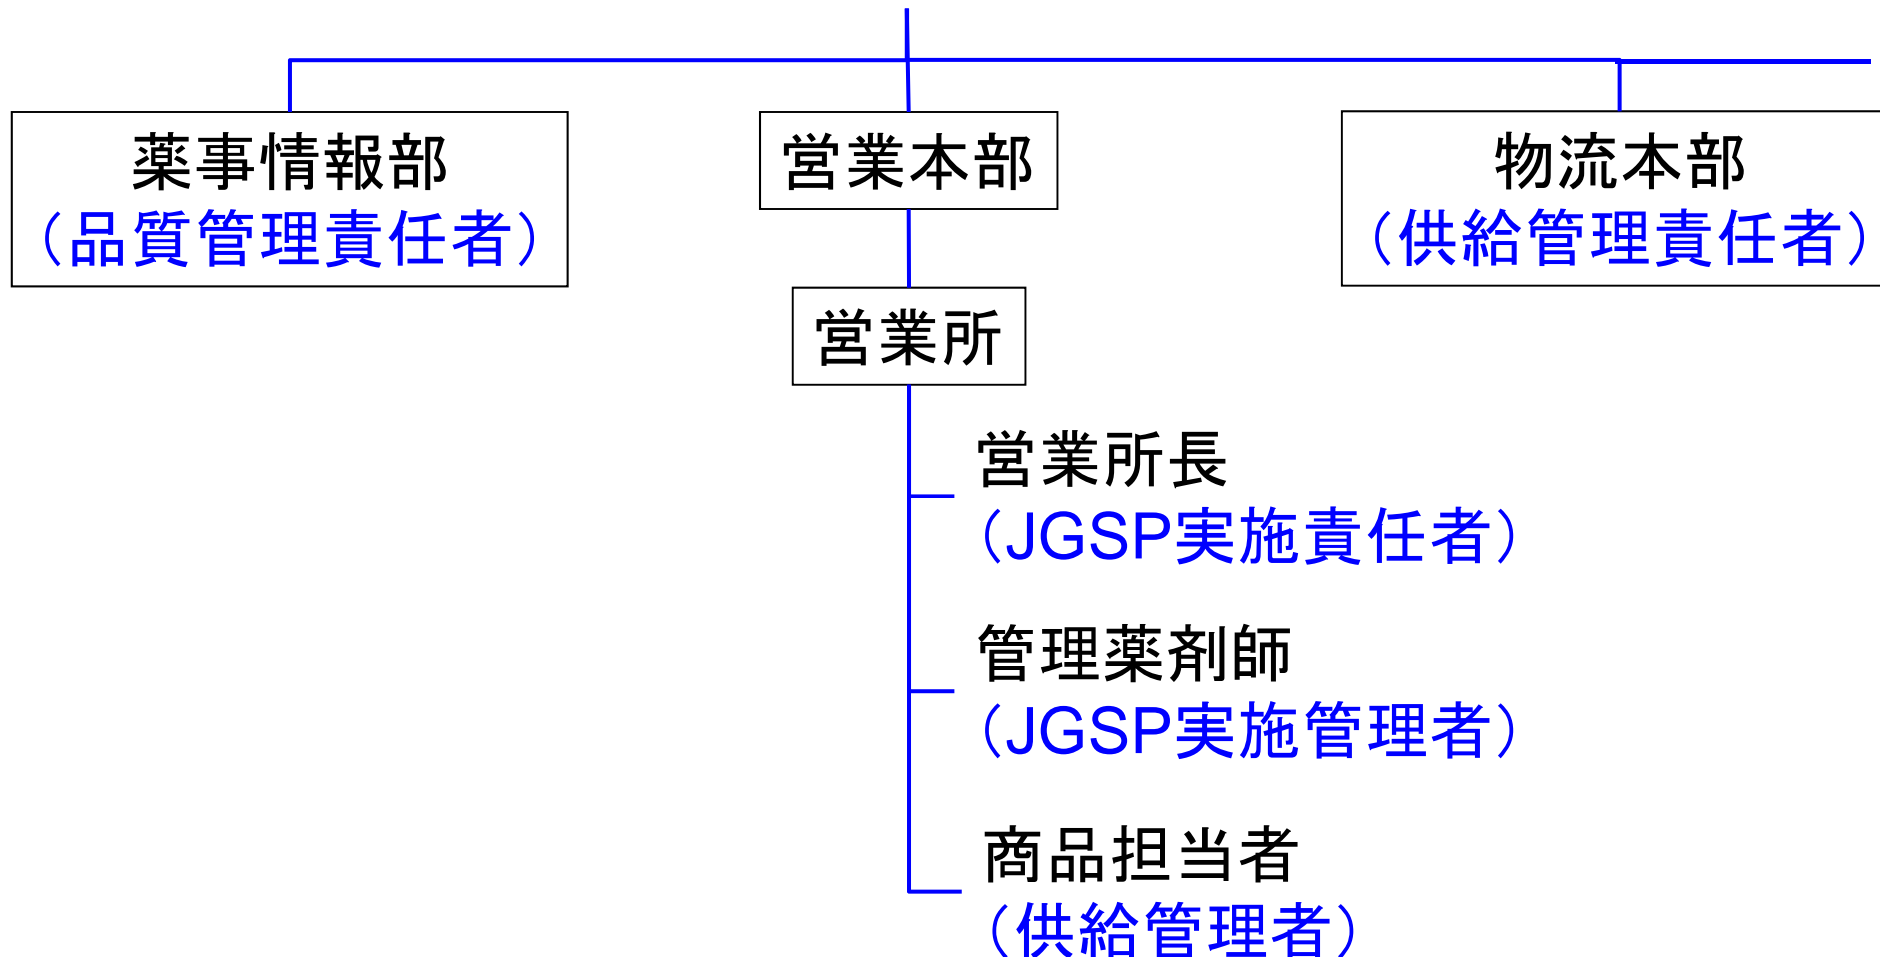 薬事情報部
（品質管理責任者）
営業本部
物流本部
（供給管理責任者）
営業所
営業所長
（JGSP実施責任者）
管理薬剤師
（JGSP実施管理者）
商品担当者
（供給管理者）